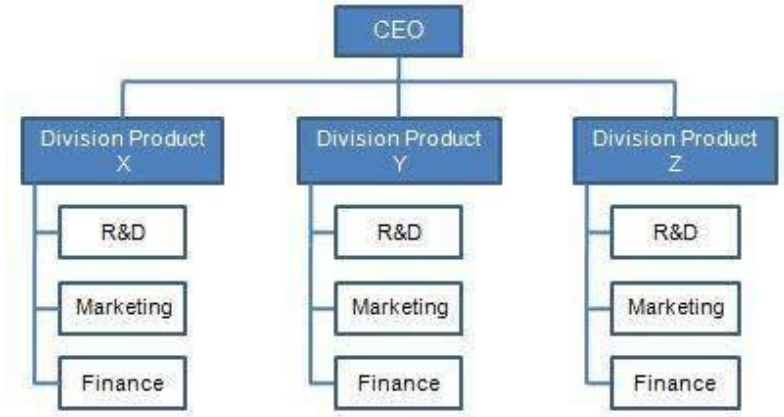 CEO
Division Product
X
Division Product
Y
Division Product
Z
R&D
R&D
R&D
Marketing
Marketing
Marketing
Finance
Finance
Finance